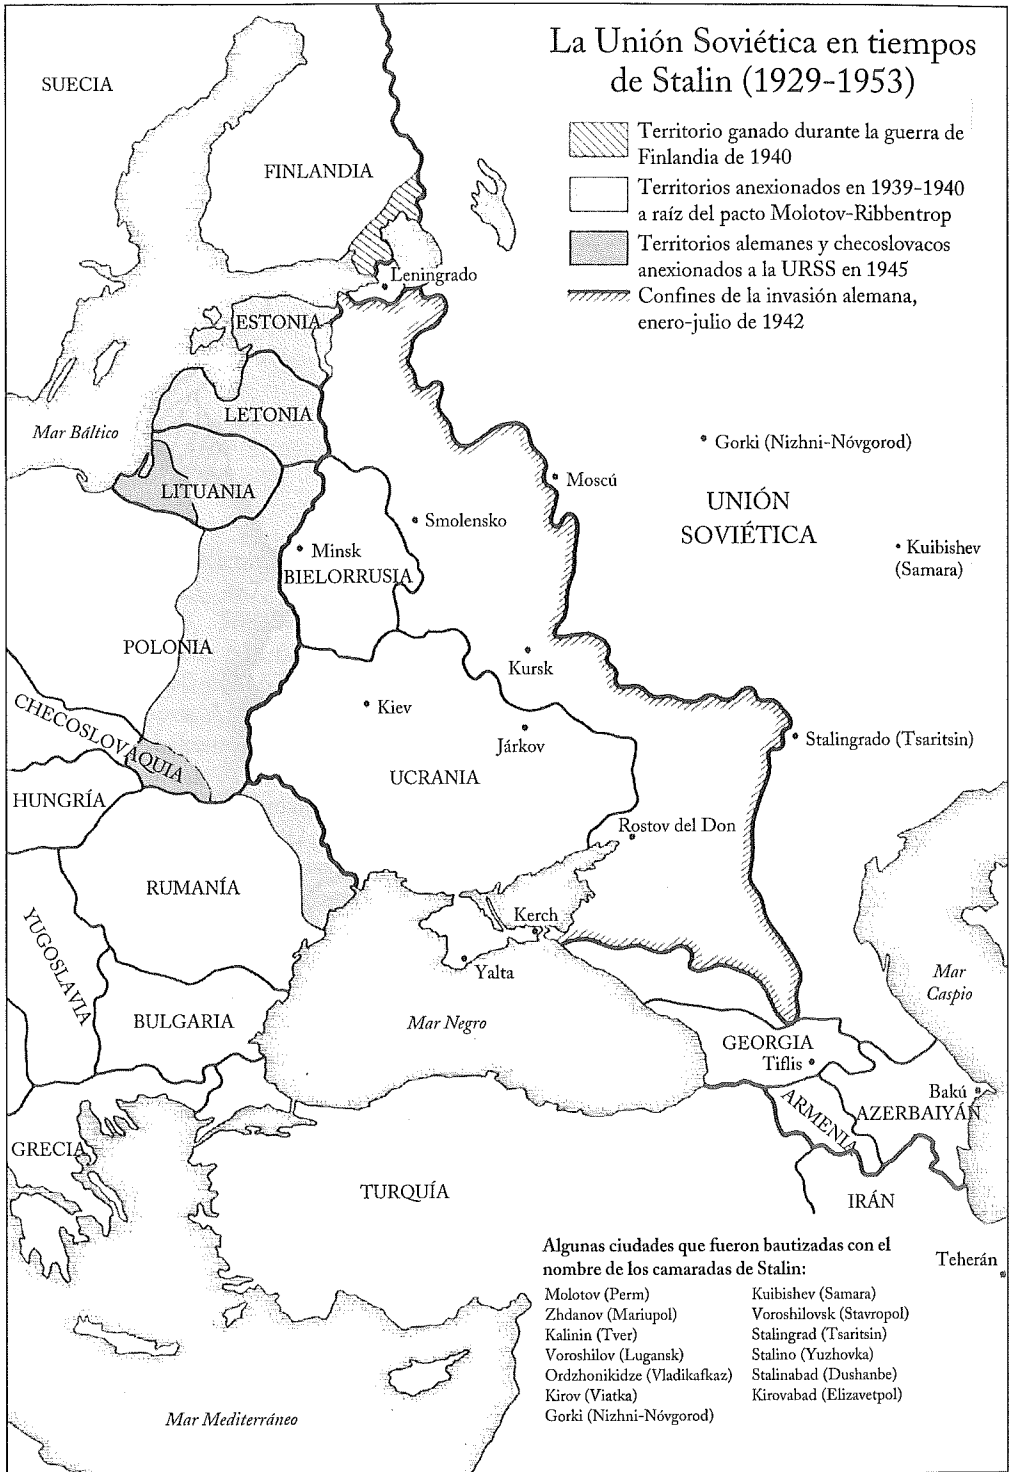 La Unión Soviética en tiempos
de Stalin (1929-1953)
Territorio ganado durante la guerra de
Finlandia de 1940
Territorios anexionados en 1939-1940
a raíz del pacto Molotov-Ribbentrop
Territorios alemanes y checoslovacos
anexionados a la URSS en 1945
Confines de la invasión alemana,
enero-julio de 1942
SUECIA
FINLANDIA
Leningrado
ESTONIA
LETONIA
Mar Báltico
LITUANIA
Gorki (Nizhni-Nóvgorod)
Moscú
UNIÓN
SOVIÉTICA
Smolensko
Kuibishev
(Samara)
Minsk
BIELORRUSIA
POLONIA
Kursk
Kiev
CHECOSLOVAQUIA
Járkov
Stalingrado (Tsaritsin)
UCRANIA
HUNGRÍA
Rostov del Don
RUMANÍA
YUGOSLAVIA
Kerch
Yalta
Mar
Caspio
BULGARIA
Mar Negro
GEORGIA
Tiflis
Bakú
ARMENIA
AZERBAIYÁN
GRECIA
TURQUÍA
IRÁN
Teherán
Mar Mediterráneo
Algunas ciudades que fueron bautizadas con el
nombre de los camaradas de Stalin:
Molotov (Perm)
Zhdanov (Mariupol)
Kalinin (Tver)
Voroshilov (Lugansk)
Ordzhonikidze (Vladikafkaz)
Kirov (Viatka)
Gorki (Nizhni-Nóvgorod)
Kuibishev (Samara)
Voroshilovsk (Stavropol)
Stalingrad (Tsaritsin)
Stalino (Yuzhovka)
Stalinabad (Dushanbe)
Kirovabad (Elizavetpol)